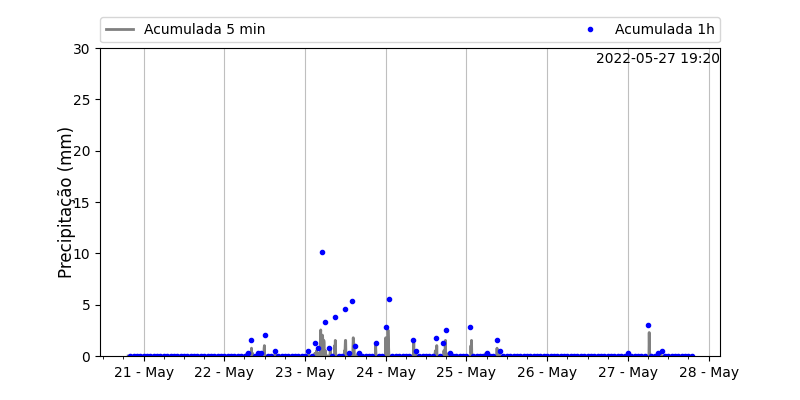 Acumulada 5 min Acumulada 1h
2022-05-27 19:20
Precipitação (mm)
30
25
20
15
10
5
0
21 - May 22 - May 23 - May 24 - May 25 - May 26 - May 27 - May 28 - May